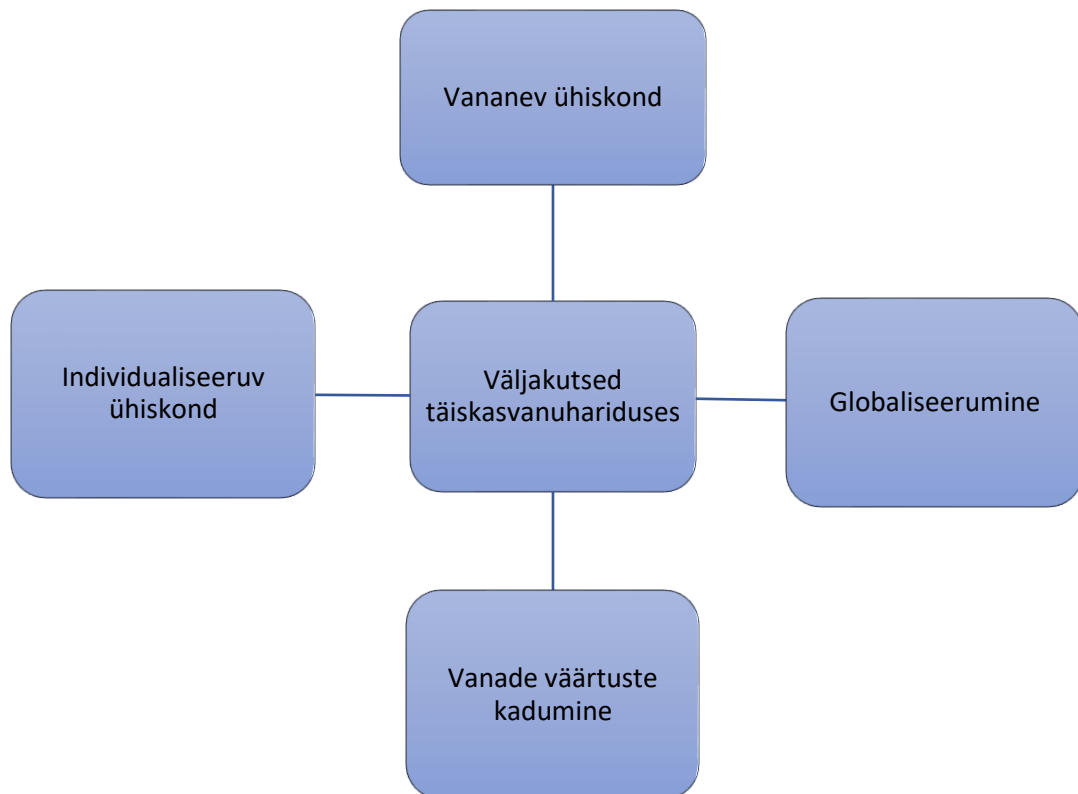 Vananev ühiskond
Individualiseeruv
ühiskond
Väljakutsed
täiskasvanuhariduses
Globaliseerumine
Vanade väärtuste
kadumine